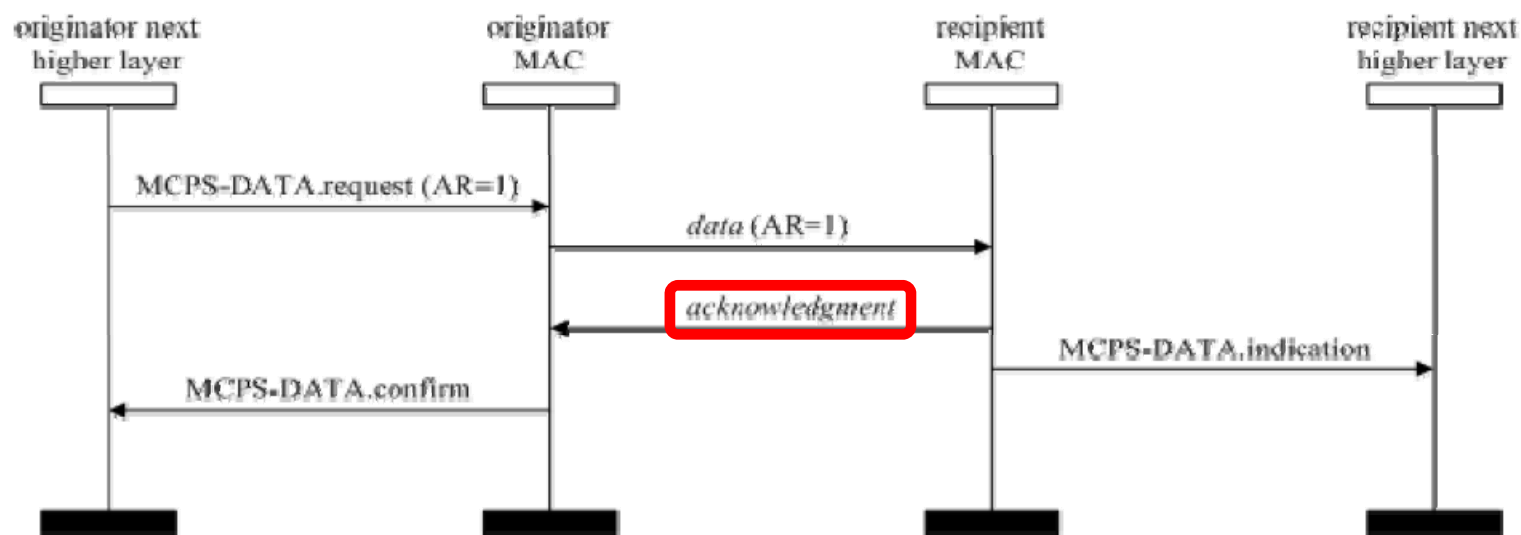 originator next
higher layer
originator
MAC
recipient
MAC
recipient next
higher layer
MCPS-DATA.request (AR=1)
data (AR=1)
acknowledgment
MCPS-DATA.indication
MCPS-DATA.confirm